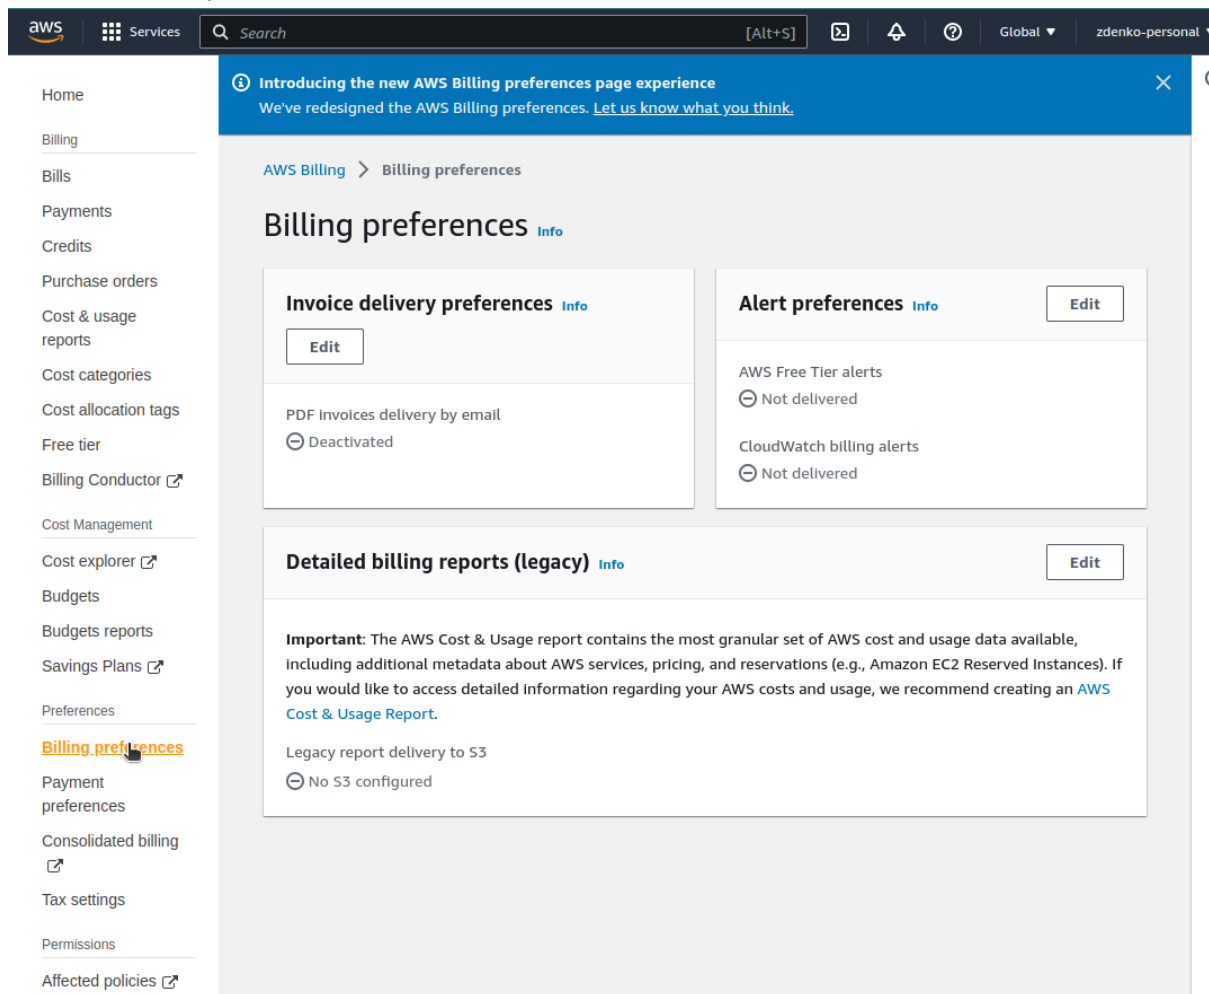 aws
Services
Search
[Alt+S]
Global
zdenko-personal
Home
Billing
Bills
Payments
Credits
Purchase orders
Cost & usage
reports
Cost categories
Cost allocation tags
Free tier
Billing Conductor
Cost Management
Cost explorer
Budgets
Budgets reports
Savings Plans
Preferences
Billing preferences
Payment
preferences
Consolidated billing
Tax settings
Permissions
Affected policies
Introducing the new AWS Billing preferences page experience
We've redesigned the AWS Billing preferences. Let us know what you think.
AWS Billing
Billing preferences
Billing preferences Info
Invoice delivery preferences Info
Edit
PDF invoices delivery by email
Deactivated
Alert preferences Info
Edit
AWS Free Tier alerts
Not delivered
CloudWatch billing alerts
Not delivered
Detailed billing reports (legacy) Info
Edit
Important: The AWS Cost & Usage report contains the most granular set of AWS cost and usage data available,
including additional metadata about AWS services, pricing, and reservations (e.g., Amazon EC2 Reserved Instances). If
you would like to access detailed information regarding your AWS costs and usage, we recommend creating an AWS
Cost & Usage Report.
Legacy report delivery to S3
No S3 configured